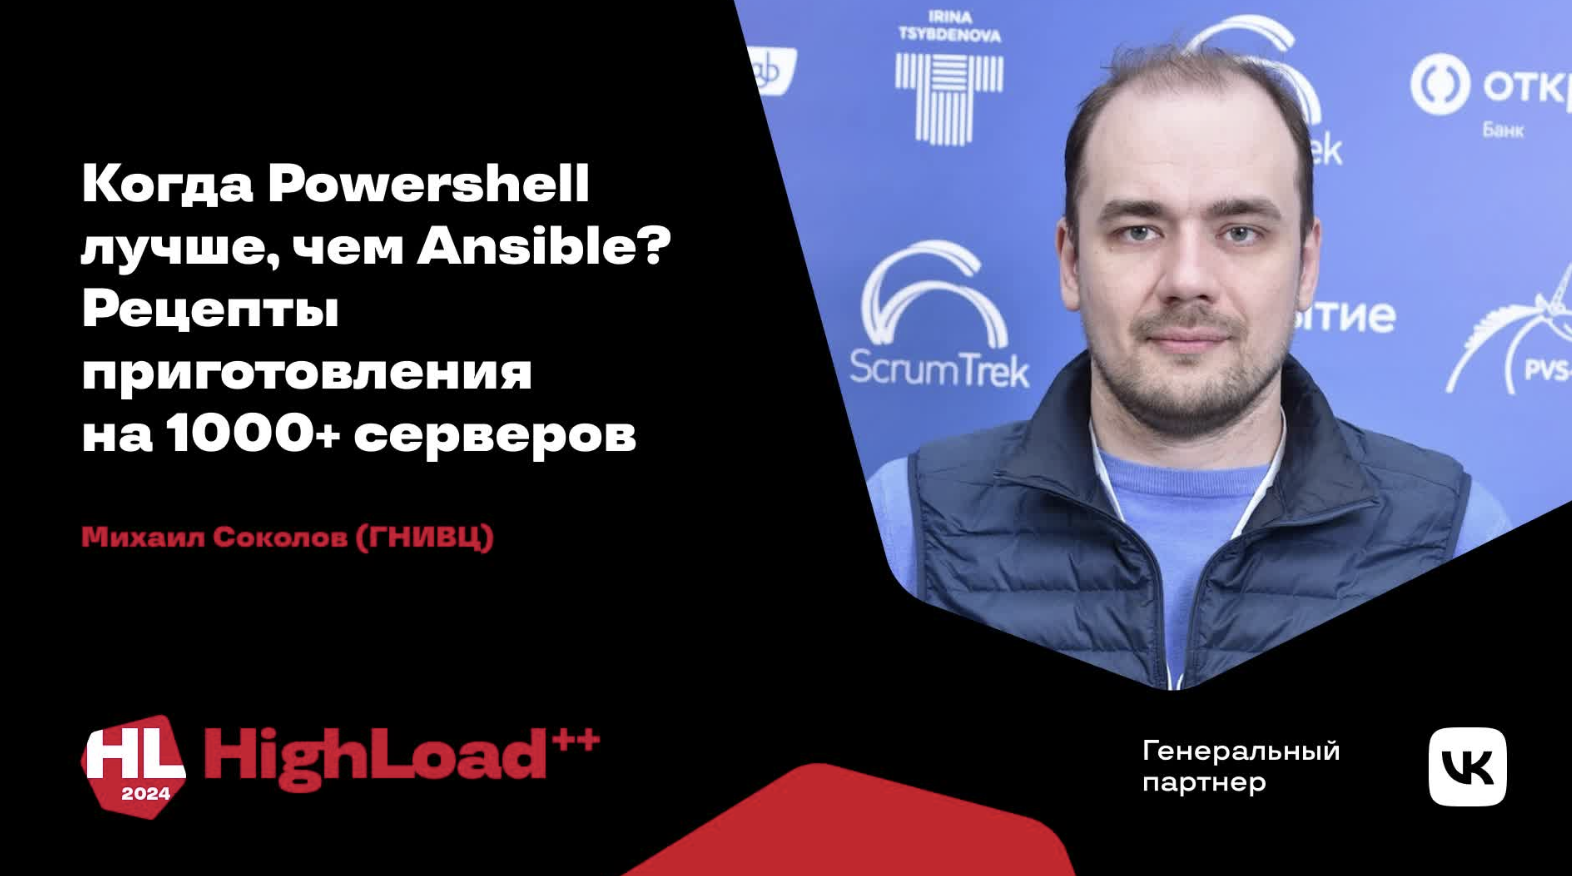 Когда Powershell
лучше, чем Ansible?
Рецепты
приготовления
на 1000+ серверов
Михаил Соколов (ГНИВЦ)
HL
2024
HighLoad++
IRINA
TSYBDENOVA
Банк
ScrumTrek
Генеральный
партнер
VK